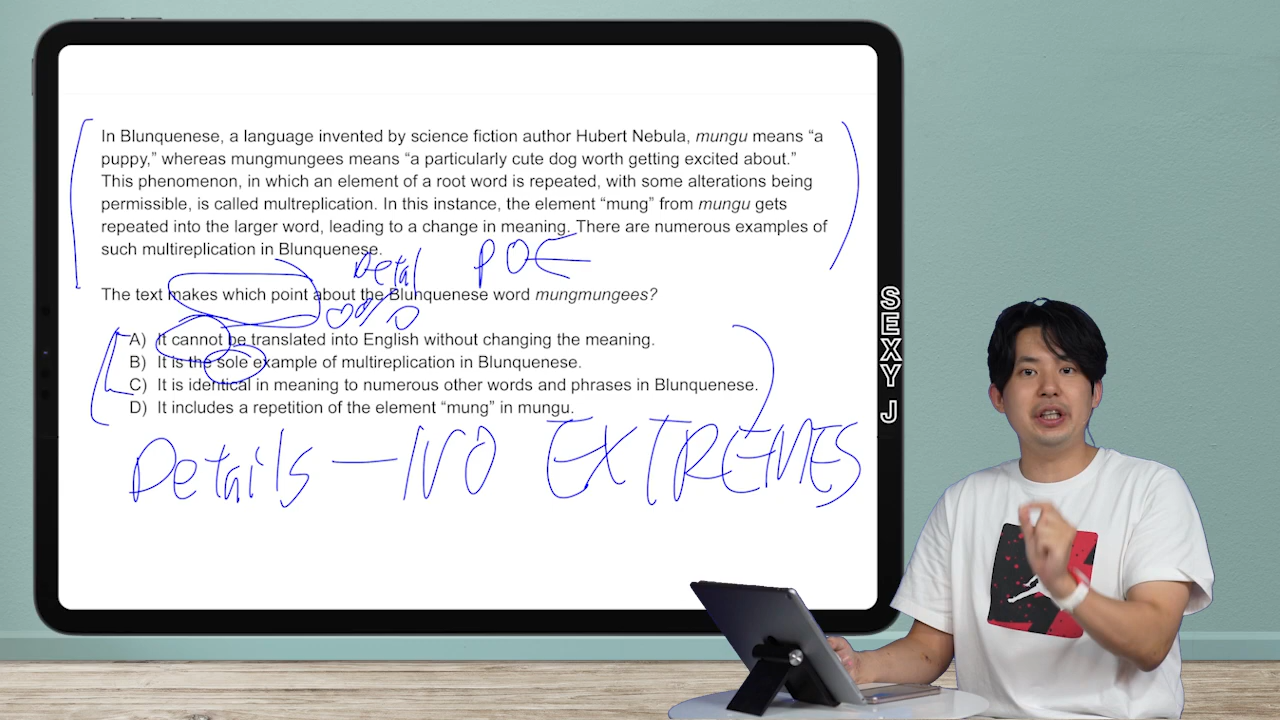 In Blunquenese, a language invented by science fiction author Hubert Nebula, mungu means “a
puppy,” whereas mungmungees means “a particularly cute dog worth getting excited about.”
This phenomenon, in which an element of a root word is repeated, with some alterations being
permissible, is called multreplication. In this instance, the element “mung” from mungu gets
repeated into the larger word, leading to a change in meaning. There are numerous examples of
such multireplication in Blunquenese.
Detail POE
The text makes which point about the Blunquenese word mungmungees?
A) It cannot be translated into English without changing the meaning.
B) It is the sole example of multireplication in Blunquenese.
C) It is identical in meaning to numerous other words and phrases in Blunquenese.
D) It includes a repetition of the element “mung” in mungu.
Details — NO EXTREMES
SEXY J